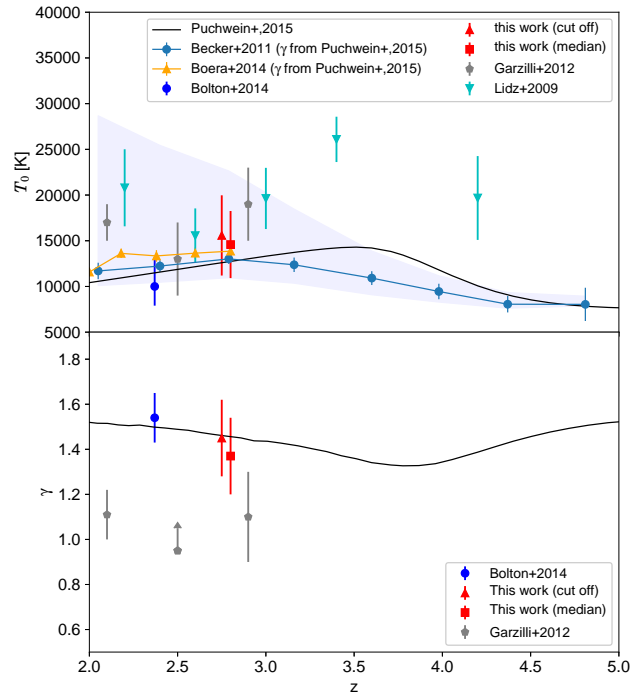 40000
35000
30000
25000
20000
15000
10000
5000
T₀ [K]
Puchwein+,2015
Becker+2011 (γ from Puchwein+,2015)
Boera+2014 (γ from Puchwein+,2015)
Bolton+2014
this work (cut off)
this work (median)
Garzilli+2012
Lidz+2009
1.8
1.6
1.4
1.2
1.0
0.8
0.6
γ
Bolton+2014
This work (cut off)
This work (median)
Garzilli+2012
2.0 2.5 3.0 3.5 4.0 4.5 5.0
z